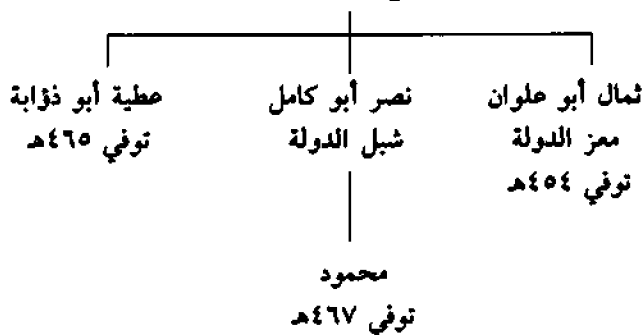 ثمال أبو علوان
معز الدولة
توفي ٤٥٤هـ
نصر أبو كامل
شبل الدولة
عطية أبو ذؤابة
توفي ٤٦٥هـ
محمود
توفي ٤٦٧هـ